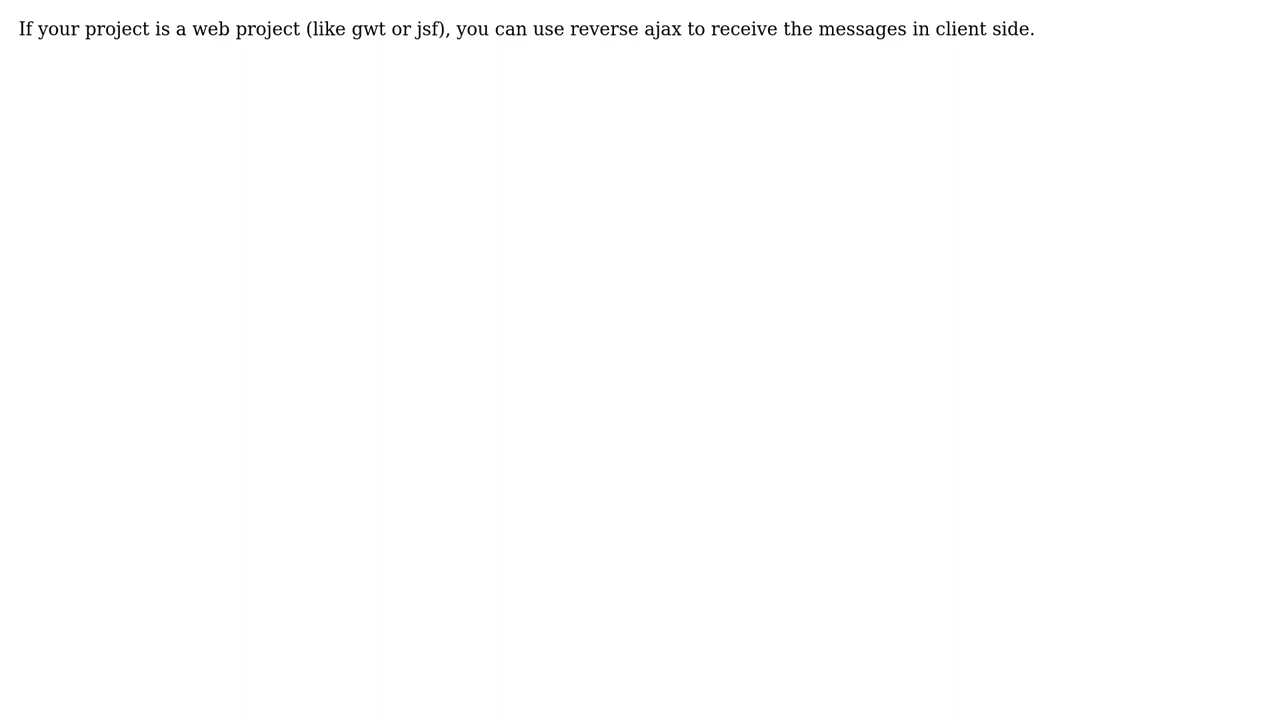 If your project is a web project (like gwt or jsf), you can use reverse ajax to receive the messages in client side.